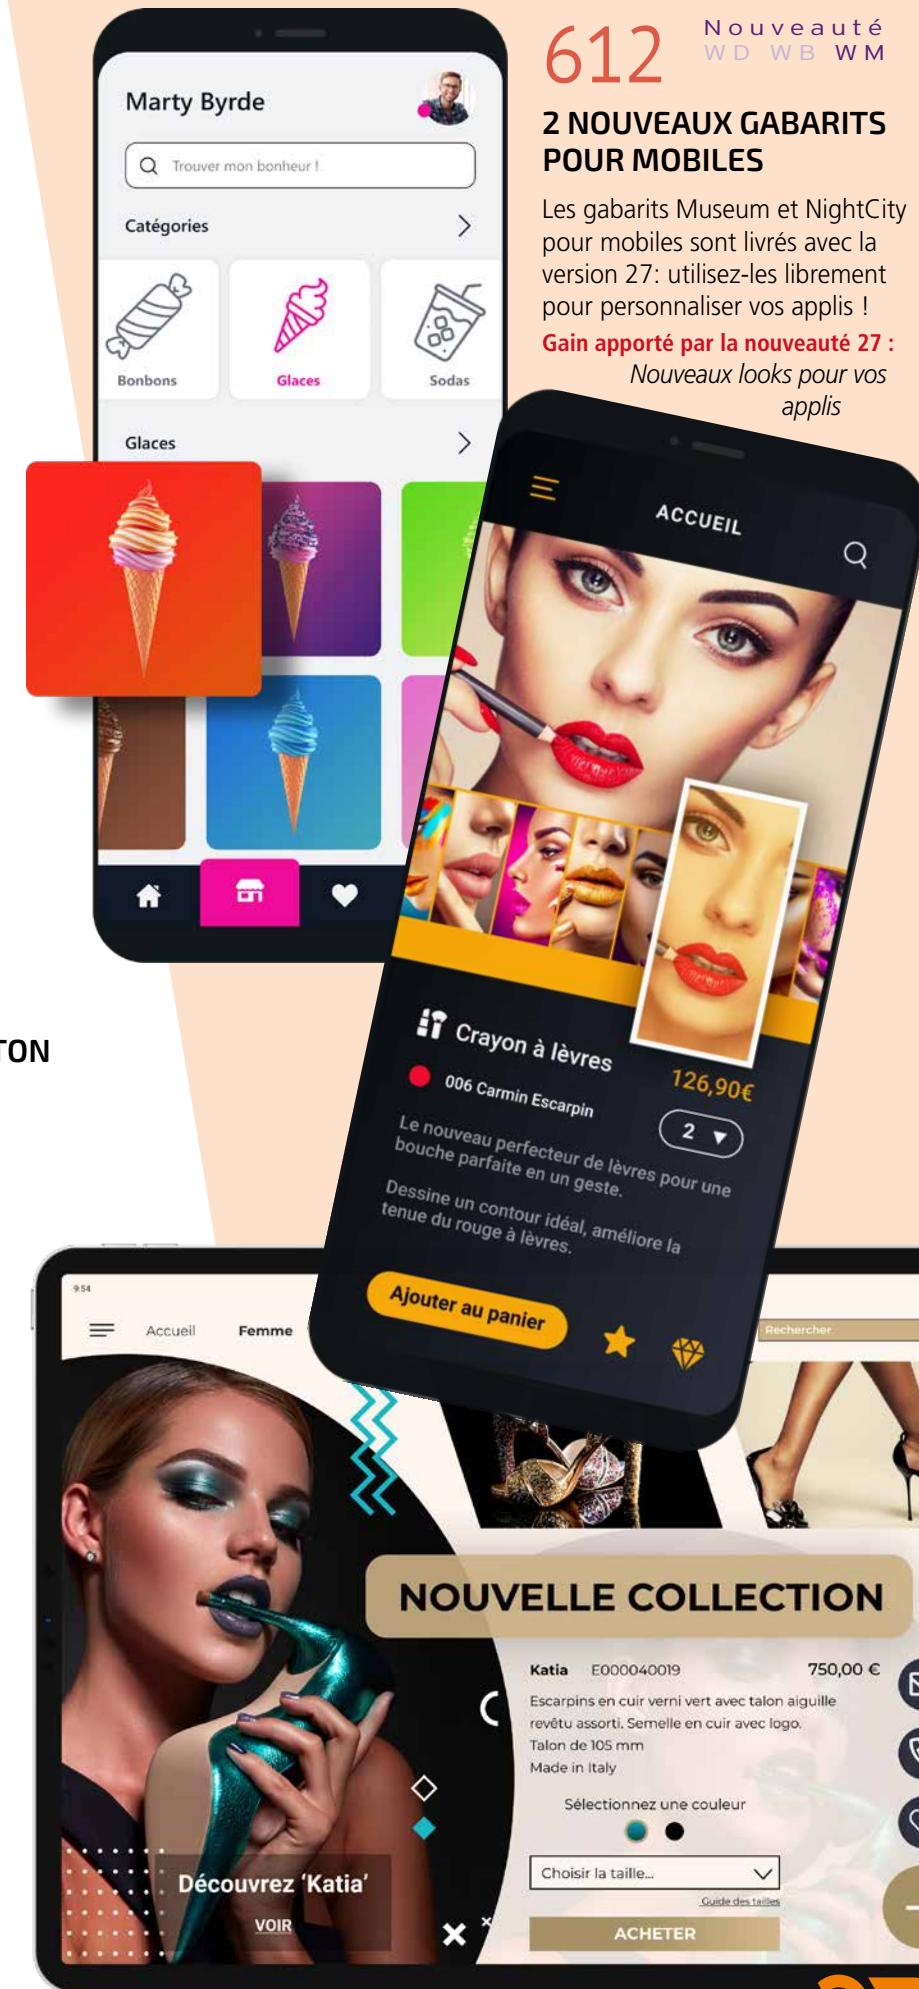 612
Nouveauté
WD WB WM
2 NOUVEAUX GABARITS
POUR MOBILES
Les gabarits Museum et NightCity
pour mobiles sont livrés avec la
version 27: utilisez-les librement
pour personnaliser vos applis !
Gain apporté par la nouveauté 27 :
Nouveaux looks pour vos
applis
Marty Byrde
Trouver mon bonheur !
Catégories
Bonbons
Glaces
Sodas
Glaces
ACCUEIL
Crayon à lèvres
126,90€
006 Carmin Escarpin
2
Le nouveau perfecteur de lèvres pour une
bouche parfaite en un geste.
Dessine un contour idéal, améliore la
tenue du rouge à lèvres.
Ajouter au panier
TON
9:54
Accueil
Femme
Rechercher
NOUVELLE COLLECTION
Katia E000040019 750,00 €
Escarpins en cuir verni vert avec talon aiguille
revêtu assorti. Semelle en cuir avec logo.
Talon de 105 mm
Made in Italy
Sélectionnez une couleur
Choisir la taille...
Guide des tailles
ACHETER
Découvrez ‘Katia’
VOIR